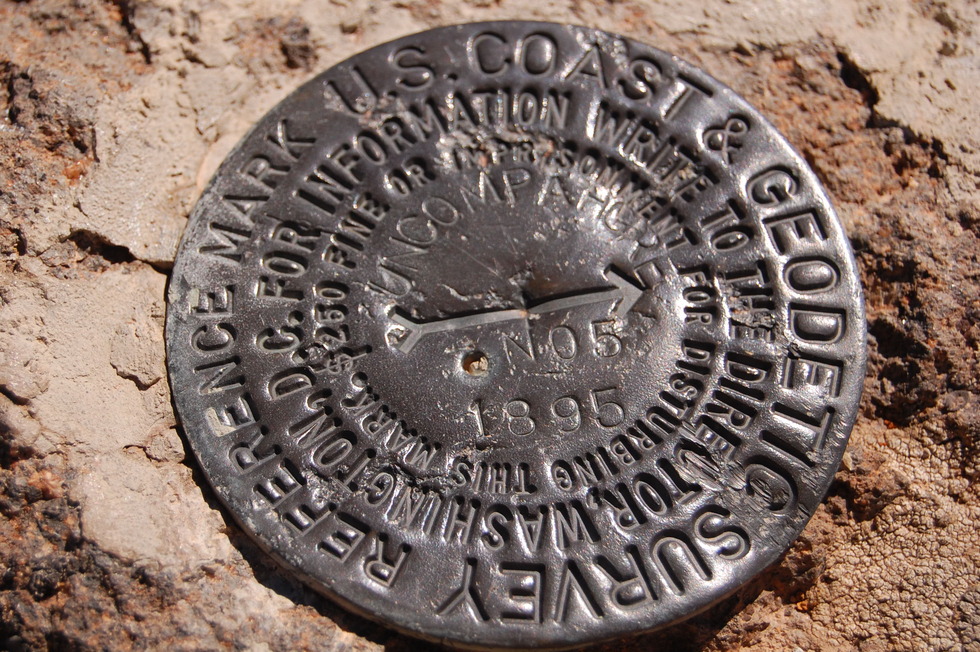 U.S. COAST & GEODETIC SURVEY
REFERENCE MARK
FOR INFORMATION WRITE TO THE DIRECTOR, WASHINGTON, D.C.
$250 FINE OR IMPRISONMENT FOR DISTURBING THIS MARK.
UNCOMPAHGRE
NO 5
1895